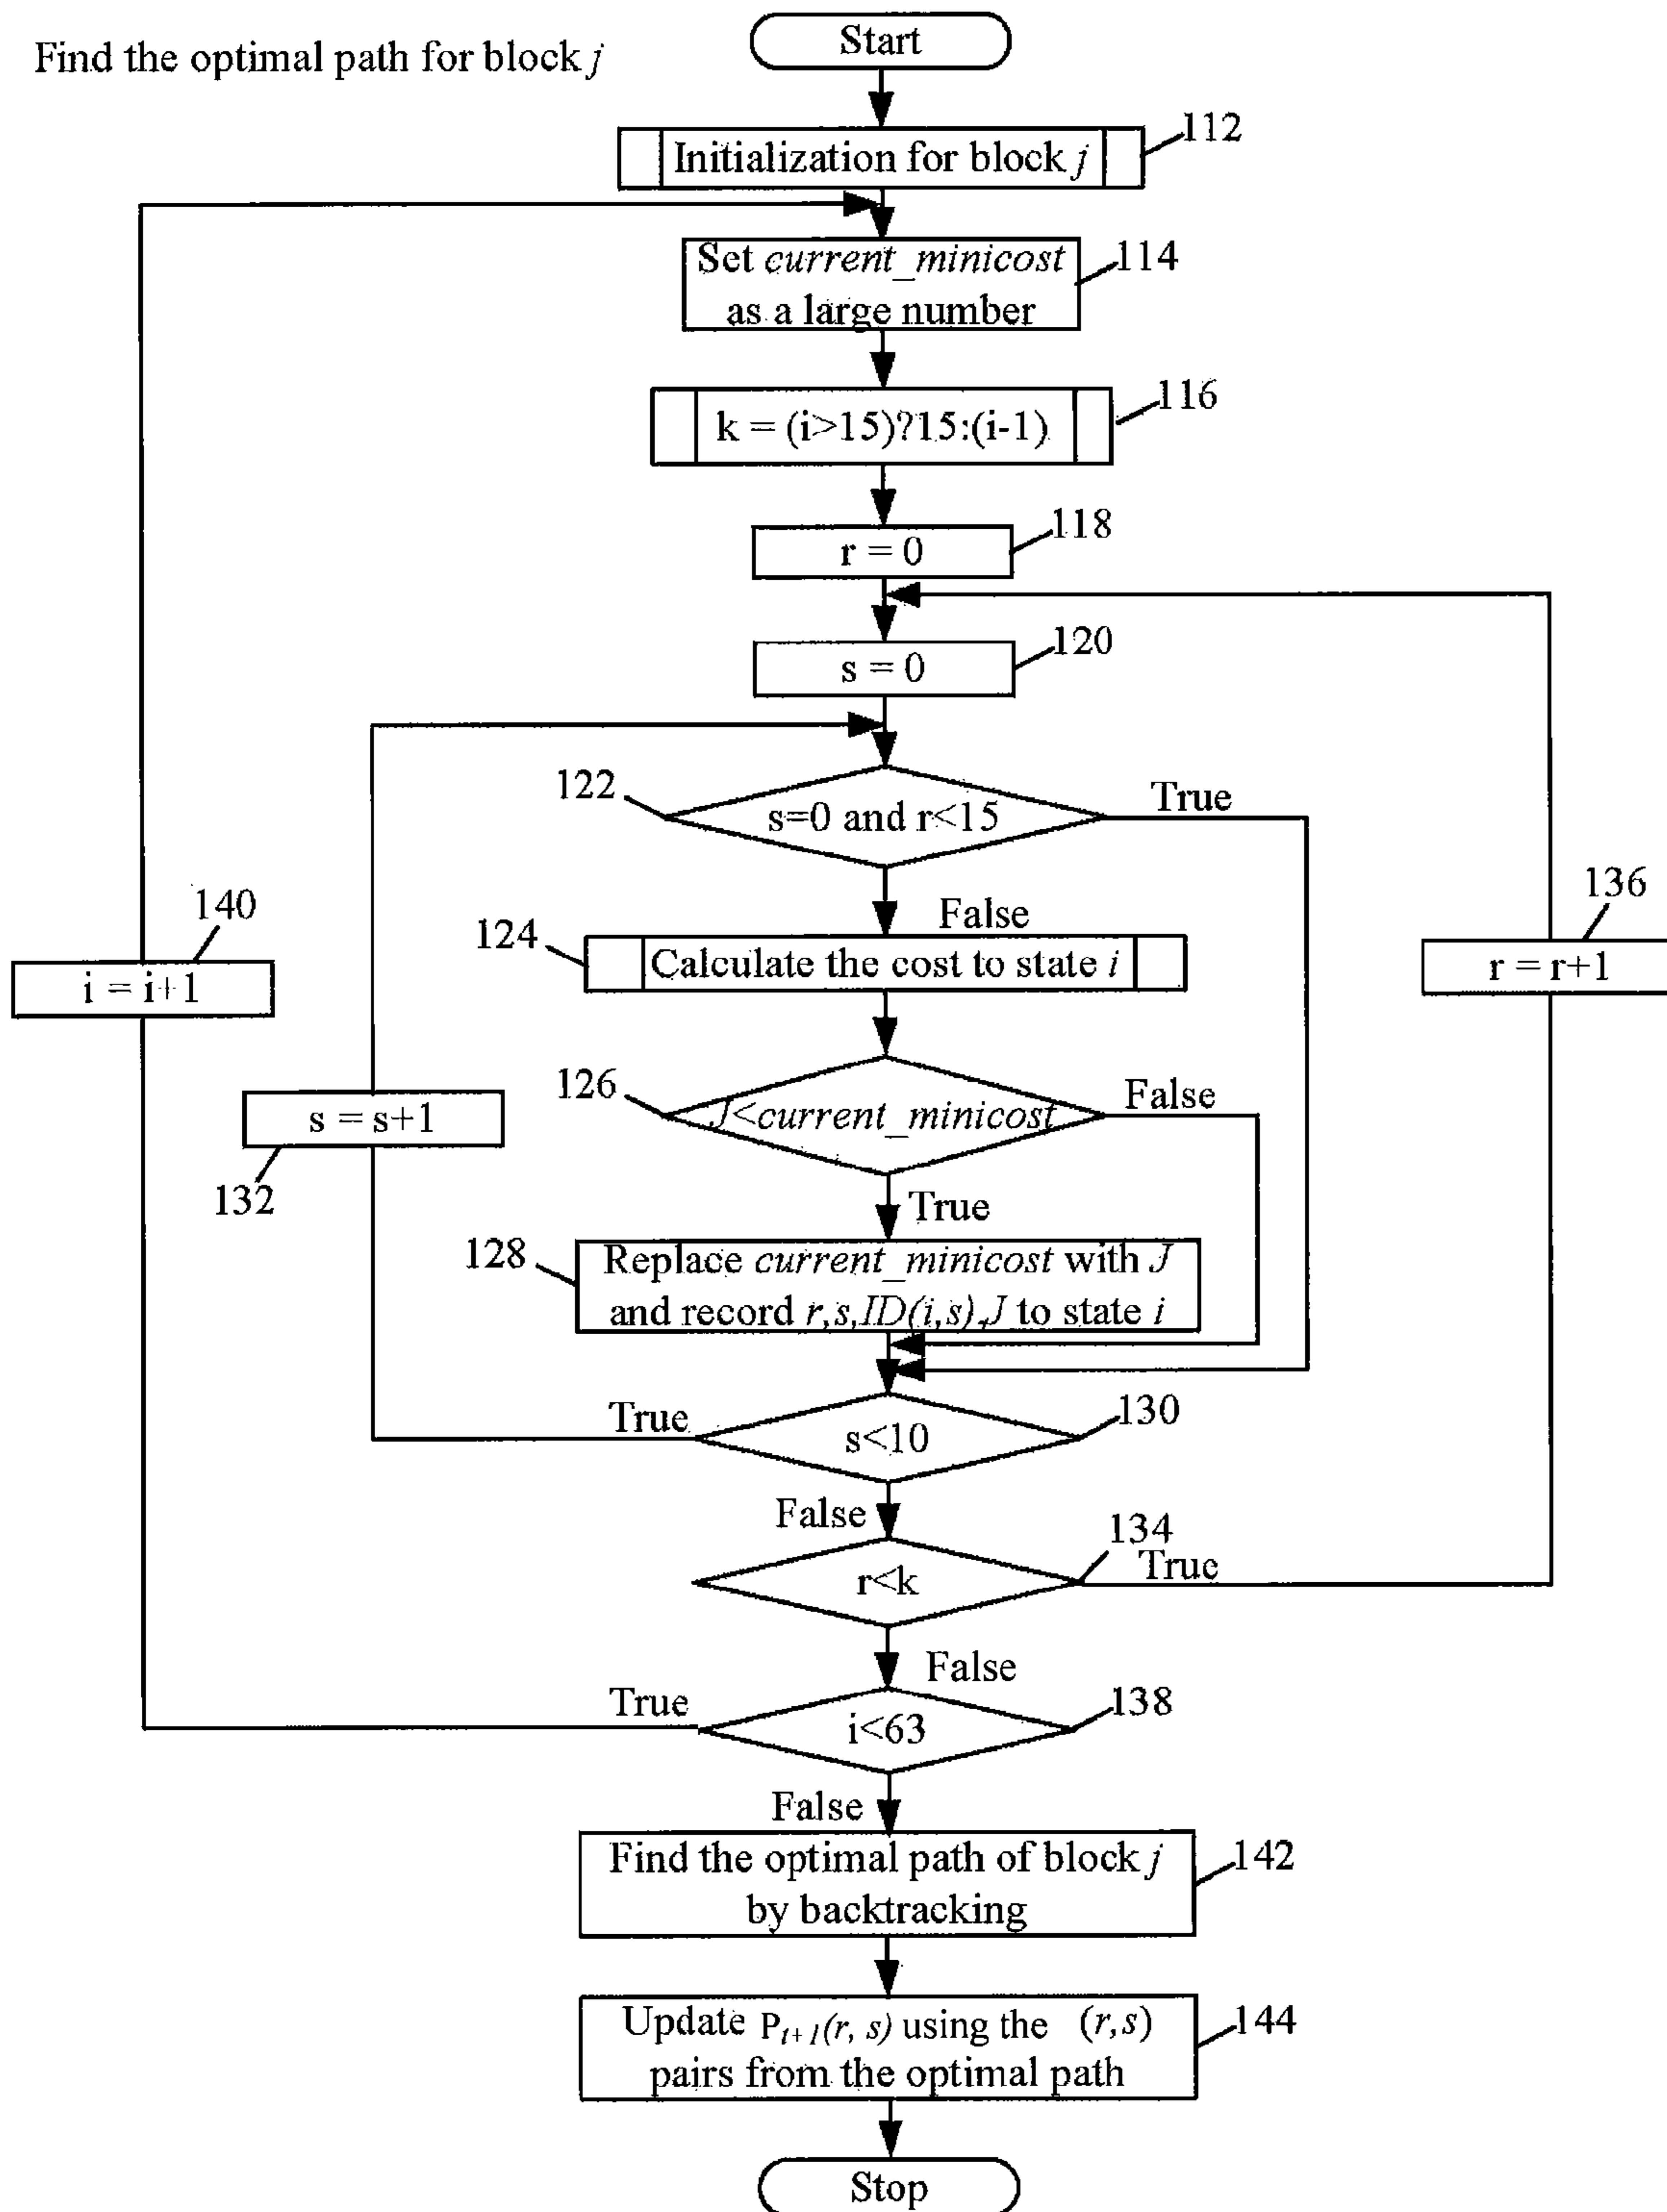 Start
Find the optimal path for block j
Initialization for block j
112
Set current_minicost
as a large number
114
k = (i>15)?15:(i-1)
116
r = 0
118
s = 0
120
122
s=0 and r<15
True
False
124
Calculate the cost to state i
140
i = i+1
136
r = r+1
126
J<current_minicost
False
s = s+1
132
True
128
Replace current_minicost with J
and record r,s,ID(i,s),J to state i
True
s<10
130
False
r<k
134
True
False
True
i<63
138
False
Find the optimal path of block j
by backtracking
142
Update Pt+1(r, s) using the (r,s)
pairs from the optimal path
144
Stop